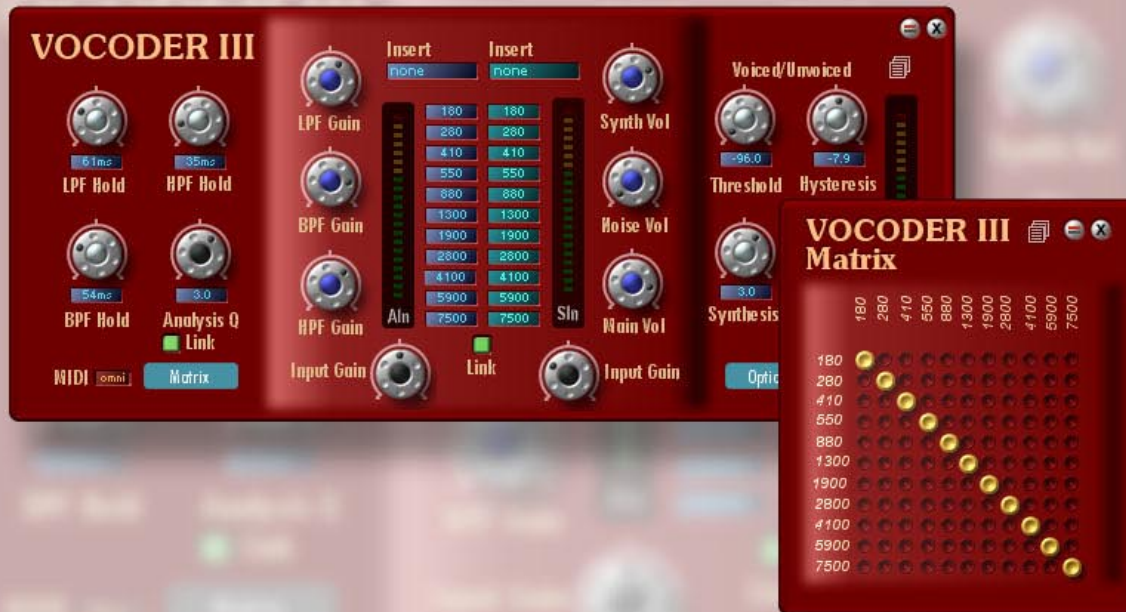 VOCODER III
61ms
LPF Hold
35ms
HPF Hold
54ms
BPF Hold
3.0
Analysis Q
Link
MIDI omni
Matrix
LPF Gain
BPF Gain
HPF Gain
Input Gain
Insert
none
Insert
none
180 180
280 280
410 410
550 550
880 880
1300 1300
1900 1900
2800 2800
4100 4100
5900 5900
7500 7500
AIn
SIn
Link
Synth Vol
Noise Vol
Main Vol
Input Gain
Voiced/Unvoiced
-96.0
Threshold
-7.9
Hysteresis
3.0
Synthesis
X
VOCODER III
Matrix
X
180 280 410 550 880 1300 1900 2800 4100 5900 7500
180
280
410
550
880
1300
1900
2800
4100
5900
7500